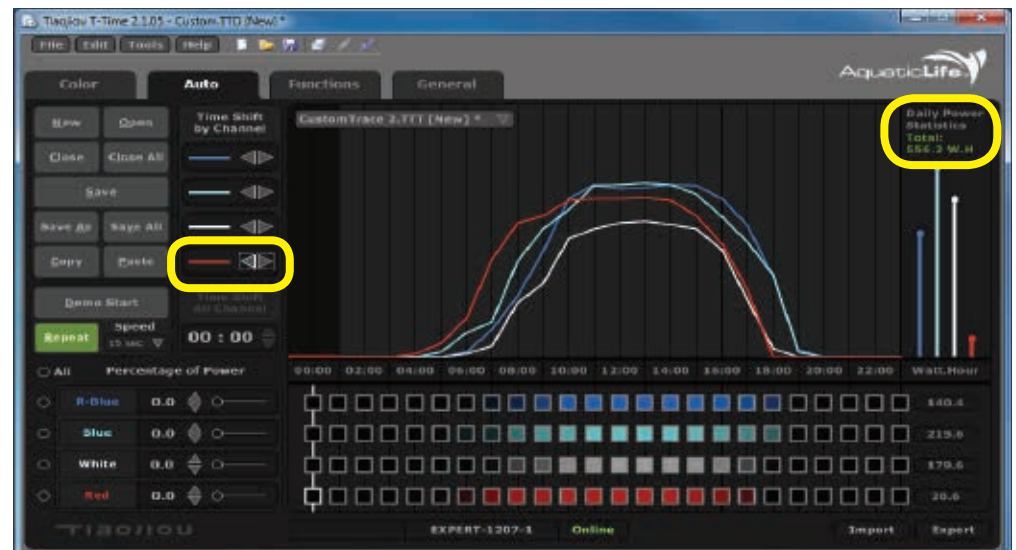 Tiaojiou T-Time 2.1.05 - Custom.TTD (New) *
File Edit Tools Help
AquaticLife
Color Auto Functions General
New Open Time Shift
by Channel
CustomTrace 2.TTT (New) *
Daily Power
Statistics
Total:
556.2 W.H
Close Close All
Save
Save As Save All
Copy Paste
Demo Start Time Shift
All Channel
Repeat Speed
15 sec 00 : 00
All Percentage of Power 00:00 02:00 04:00 06:00 08:00 10:00 12:00 14:00 16:00 18:00 20:00 22:00 Watt.Hour
R-Blue 0.0 140.4
Blue 0.0 215.6
White 0.0 179.6
Red 0.0 20.6
TIAOJIOU EXPERT-1207-1 Online Import Export